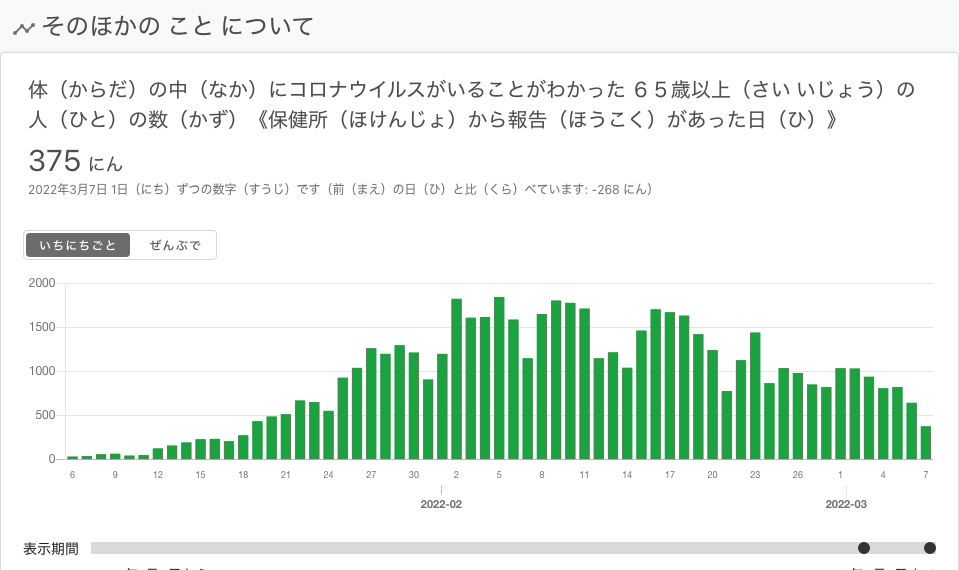 そのほかの こと について
体（からだ）の中（なか）にコロナウイルスがいることがわかった ６５歳以上（さい いじょう）の
人（ひと）の数（かず）《保健所（ほけんじょ）から報告（ほうこく）があった日（ひ）》
375 にん
2022年3月7日 1日（にち）ずつの数字（すうじ）です（前（まえ）の日（ひ）と比（くら）べています: -268 にん）
いちにちごと ぜんぶで
2000
1500
1000
500
0
6 9 12 15 18 21 24 27 30 2 5 8 11 14 17 20 23 26 1 4 7
2022-02 2022-03
表示期間